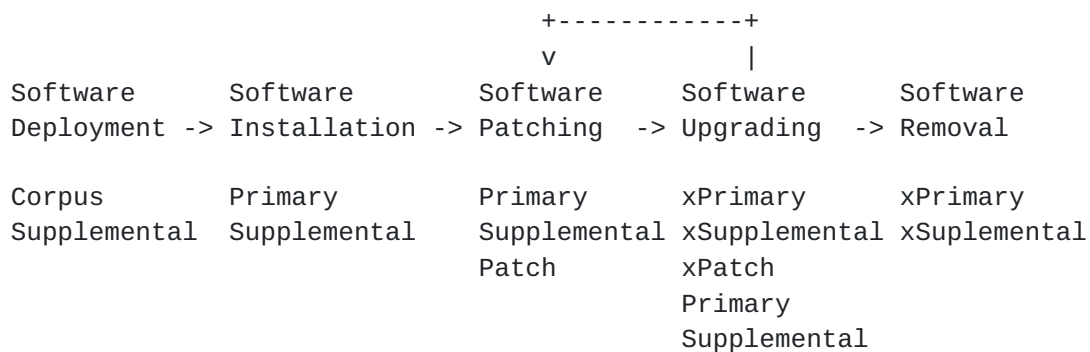 +------------+
v            |
Software      Software        Software     Software       Software
Deployment -> Installation -> Patching  -> Upgrading  -> Removal
Corpus        Primary         Primary      xPrimary       xPrimary
Supplemental  Supplemental    Supplemental xSupplemental xSuplemental
Patch        xPatch
Primary
Supplemental